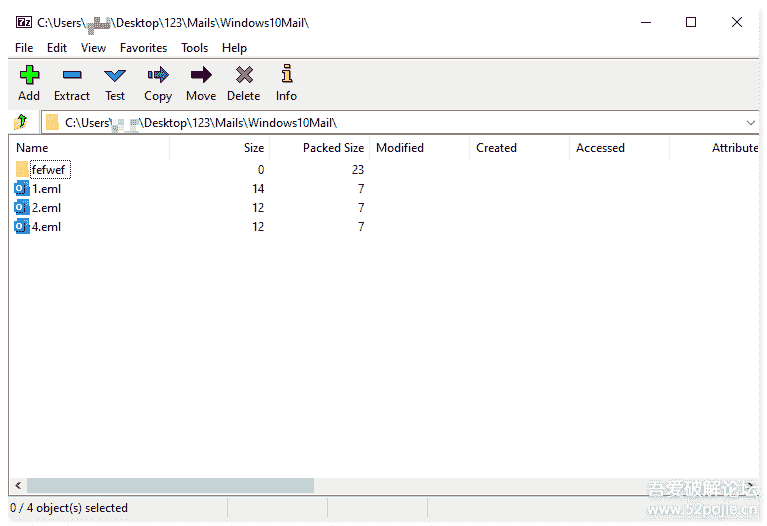 C:\Users\ \Desktop\123\Mails\Windows10Mail\
File Edit View Favorites Tools Help
Add Extract Test Copy Move Delete Info
C:\Users\ \Desktop\123\Mails\Windows10Mail\
Name Size Packed Size Modified Created Accessed Attribute
fefwef 0 23
1.eml 14 7
2.eml 12 7
4.eml 12 7
0 / 4 object(s) selected
吾爱破解论坛
www.52pojie.cn